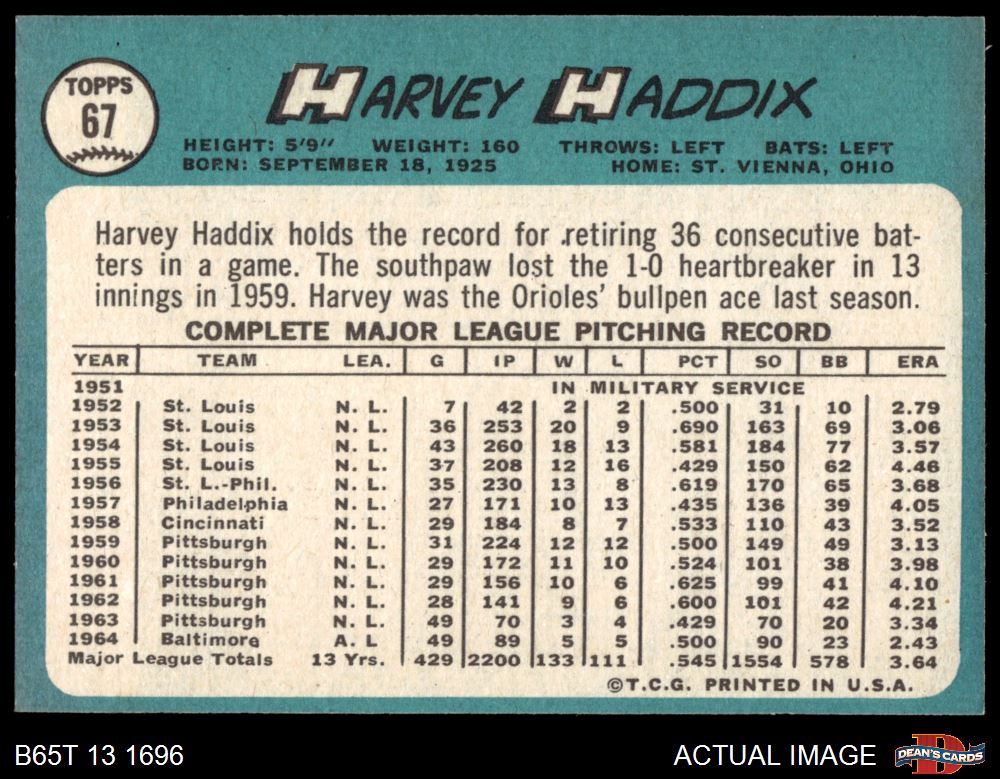 TOPPS
67
HARVEY HADDIX
HEIGHT: 5'9" WEIGHT: 160 THROWS: LEFT BATS: LEFT
BORN: SEPTEMBER 18, 1925 HOME: ST. VIENNA, OHIO
Harvey Haddix holds the record for retiring 36 consecutive bat-
ters in a game. The southpaw lost the 1-0 heartbreaker in 13
innings in 1959. Harvey was the Orioles' bullpen ace last season.
COMPLETE MAJOR LEAGUE PITCHING RECORD
YEAR TEAM LEA. G IP W L PCT SO BB ERA
1951 IN MILITARY SERVICE
1952 St. Louis N. L. 7 42 2 2 .500 31 10 2.79
1953 St. Louis N. L. 36 253 20 9 .690 163 69 3.06
1954 St. Louis N. L. 43 260 18 13 .581 184 77 3.57
1955 St. Louis N. L. 37 208 12 16 .429 150 62 4.46
1956 St. L.-Phil. N. L. 35 230 13 8 .619 170 65 3.68
1957 Philadelphia N. L. 27 171 10 13 .435 136 39 4.05
1958 Cincinnati N. L. 29 184 8 7 .533 110 43 3.52
1959 Pittsburgh N. L. 31 224 12 12 .500 149 49 3.13
1960 Pittsburgh N. L. 29 172 11 10 .524 101 38 3.98
1961 Pittsburgh N. L. 29 156 10 6 .625 99 41 4.10
1962 Pittsburgh N. L. 28 141 9 6 .600 101 42 4.21
1963 Pittsburgh N. L. 49 70 3 4 .429 70 20 3.34
1964 Baltimore A. L 49 89 5 5 .500 90 23 2.43
Major League Totals 13 Yrs. 429 2200 133 111 .545 1554 578 3.64
©T.C.G. PRINTED IN U.S.A.
B65T 13 1696 ACTUAL IMAGE DEAN'S CARDS